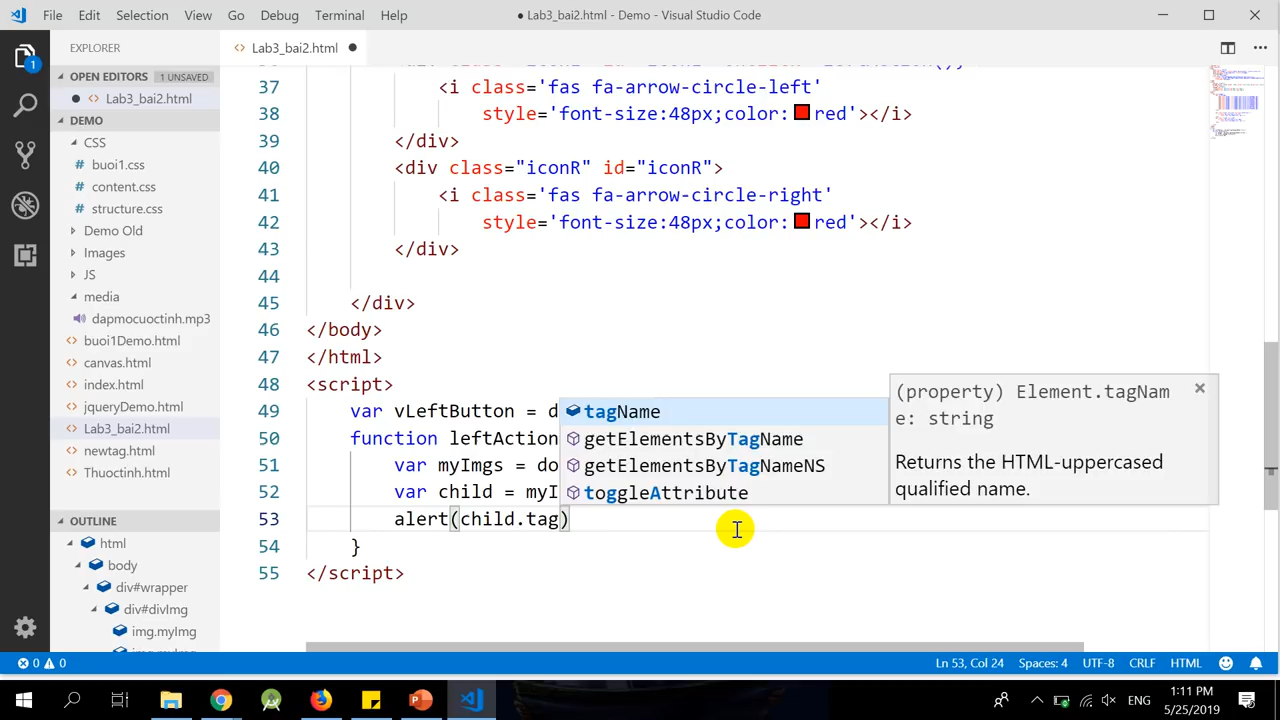 File Edit Selection View Go Debug Terminal Help
● Lab3_bai2.html - Demo - Visual Studio Code
EXPLORER
Lab3_bai2.html ●
OPEN EDITORS 1 UNSAVED
● <> Lab3_bai2.html
DEMO
CSS
# buoi1.css
# content.css
# structure.css
Demo Old
Images
JS
media
dapmocuoctinh.mp3
<> buoi1Demo.html
<> canvas.html
<> index.html
<> jqueryDemo.html
<> Lab3_bai2.html
<> newtag.html
<> Thuoctinh.html
OUTLINE
html
body
div#wrapper
div#divImg
img.myImg
37 <i class='fas fa-arrow-circle-left'
38 style='font-size:48px;color:red'></i>
39 </div>
40 <div class="iconR" id="iconR">
41 <i class='fas fa-arrow-circle-right'
42 style='font-size:48px;color:red'></i>
43 </div>
44
45 </div>
46 </body>
47 </html>
48 <script>
49 var vLeftButton = d
50 function leftAction
51 var myImgs = do
52 var child = myI
53 alert(child.tag)
54 }
55 </script>
tagName
getElementsByTagName
getElementsByTagNameNS
toggleAttribute
(property) Element.tagNam
e: string
Returns the HTML-uppercased
qualified name.
0 0
Ln 53, Col 24 Spaces: 4 UTF-8 CRLF HTML
ENG
1:11 PM
5/25/2019